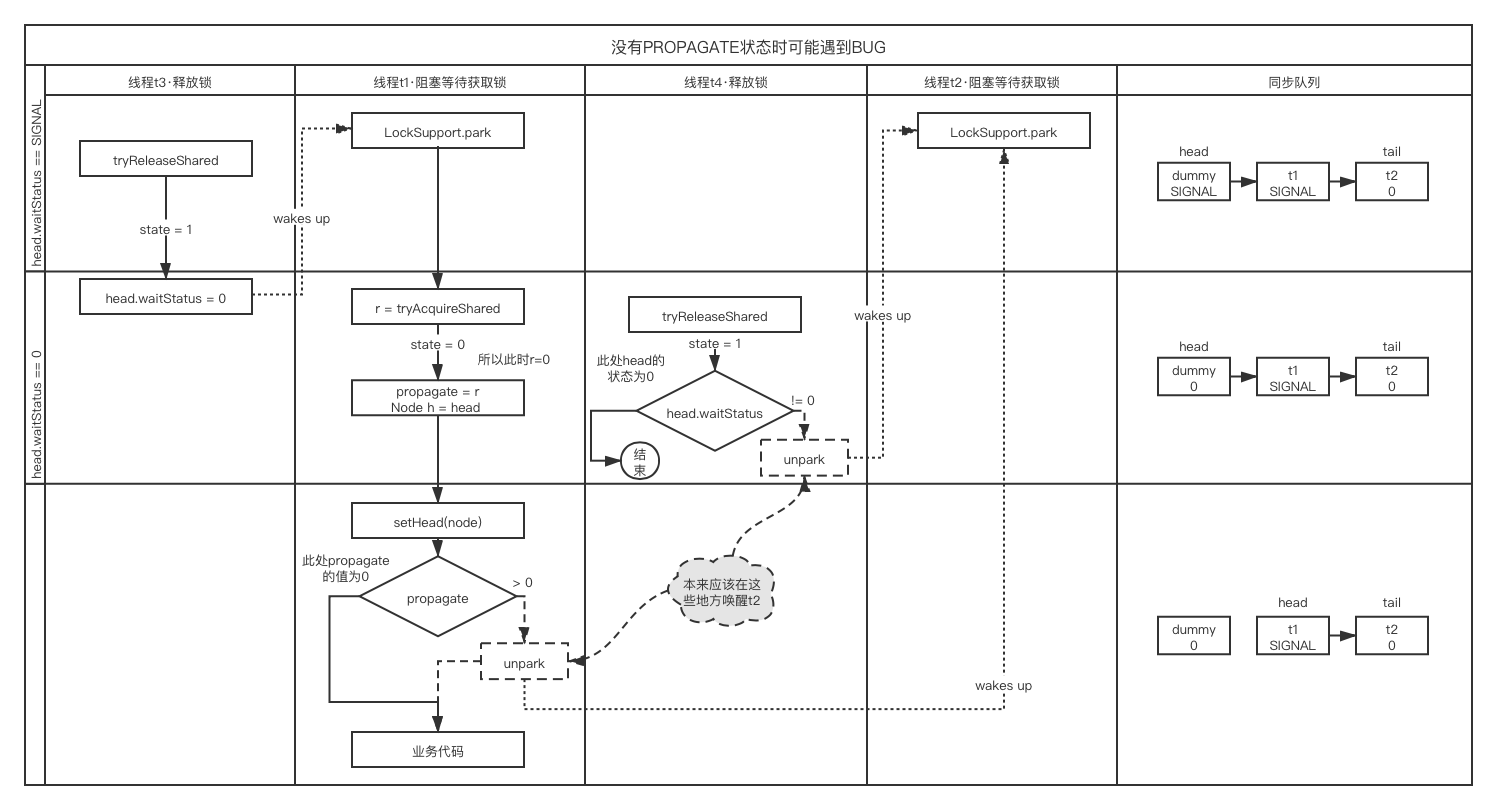 没有PROPAGATE状态时可能遇到BUG
线程t3·释放锁
线程t1·阻塞等待获取锁
线程t4·释放锁
线程t2·阻塞等待获取锁
同步队列
head.waitStatus == SIGNAL
tryReleaseShared
state = 1
wakes up
LockSupport.park
LockSupport.park
head
tail
dummy
SIGNAL
t1
SIGNAL
t2
0
head.waitStatus == 0
head.waitStatus = 0
r = tryAcquireShared
state = 0
所以此时r=0
propagate = r
Node h = head
tryReleaseShared
state = 1
此处head的
状态为0
head.waitStatus
!= 0
结
束
unpark
wakes up
head
tail
dummy
0
t1
SIGNAL
t2
0
setHead(node)
此处propagate
的值为0
propagate
> 0
unpark
业务代码
本来应该在这
些地方唤醒t2
wakes up
head
tail
dummy
0
t1
SIGNAL
t2
0